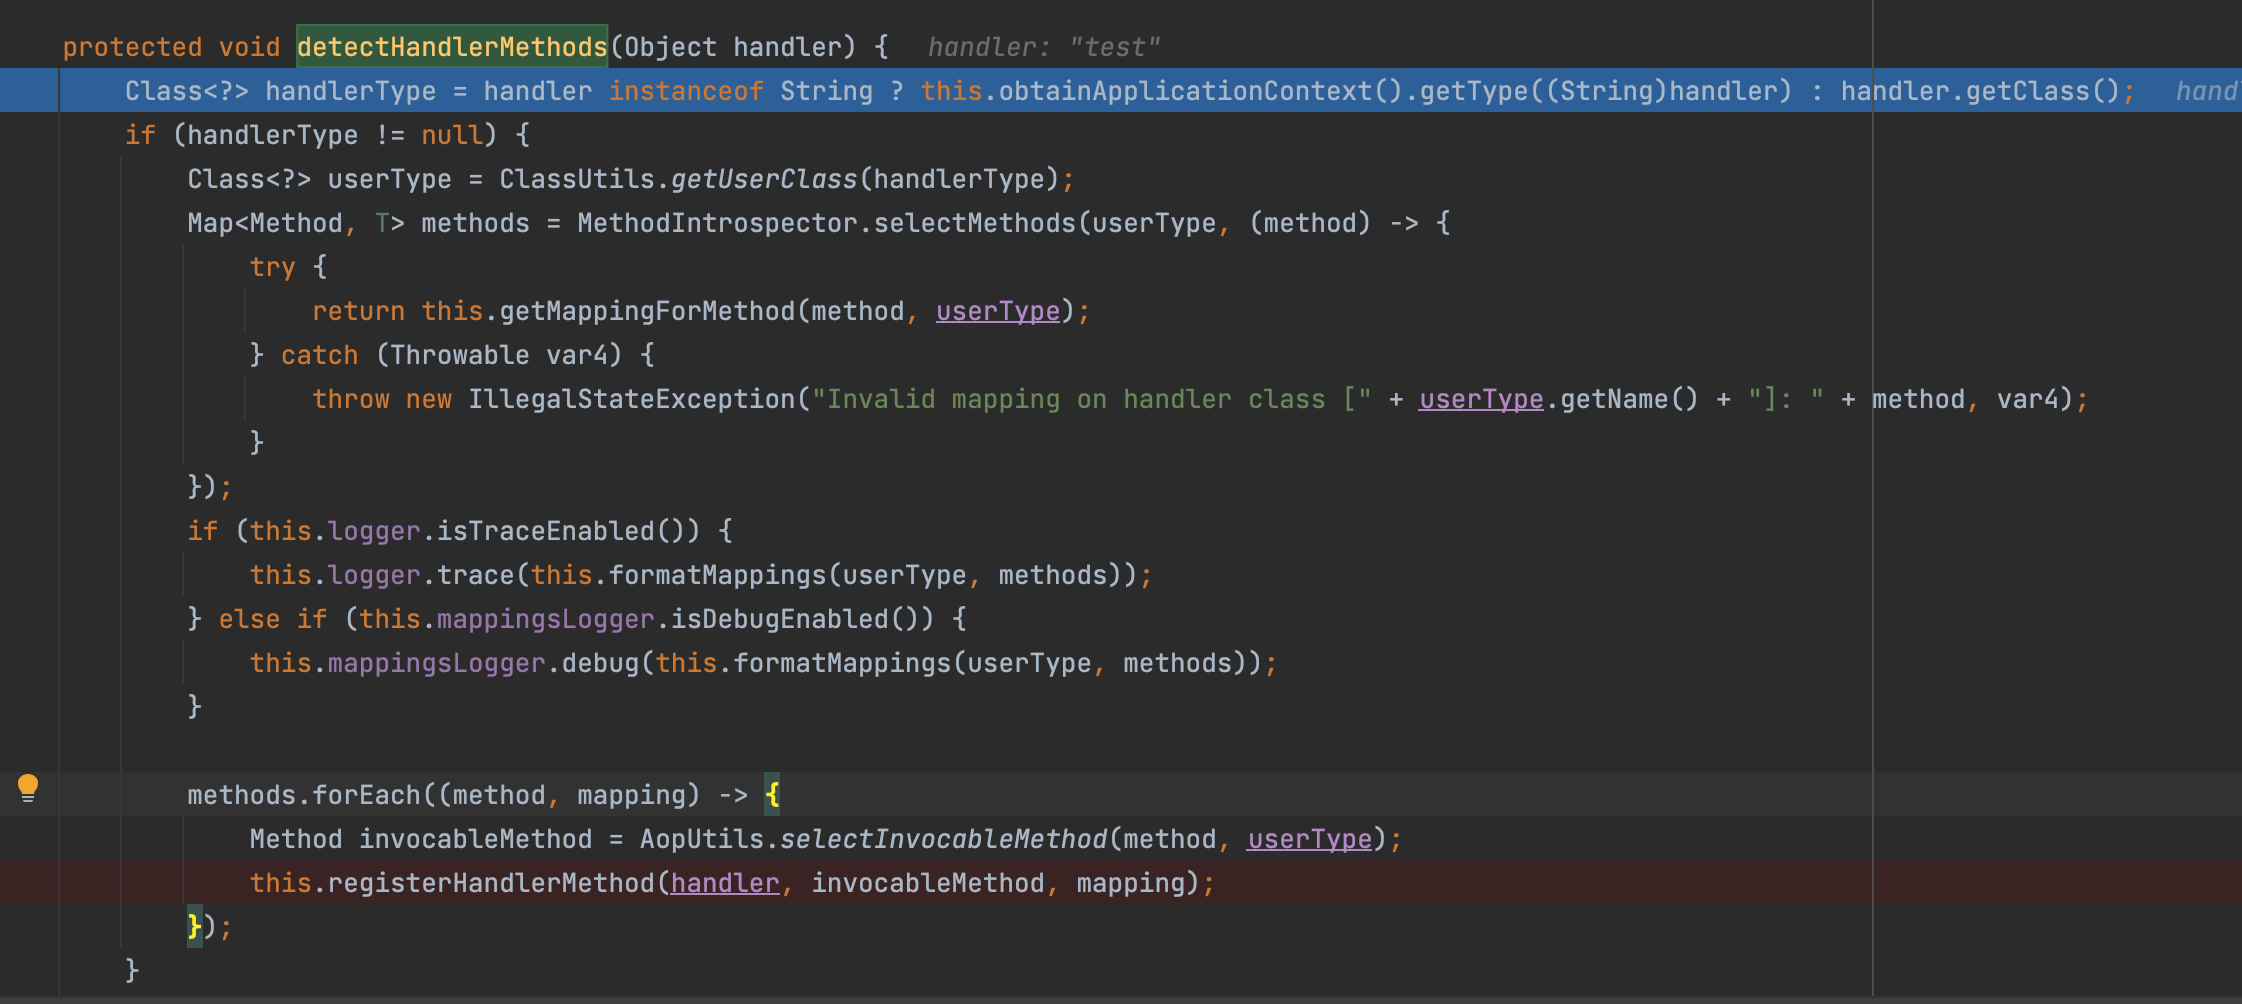 protected void detectHandlerMethods(Object handler) {   handler: "test"
    Class<?> handlerType = handler instanceof String ? this.obtainApplicationContext().getType((String)handler) : handler.getClass();   hand
    if (handlerType != null) {
        Class<?> userType = ClassUtils.getUserClass(handlerType);
        Map<Method, T> methods = MethodIntrospector.selectMethods(userType, (method) -> {
            try {
                return this.getMappingForMethod(method, userType);
            } catch (Throwable var4) {
                throw new IllegalStateException("Invalid mapping on handler class [" + userType.getName() + "]: " + method, var4);
            }
        });
        if (this.logger.isTraceEnabled()) {
            this.logger.trace(this.formatMappings(userType, methods));
        } else if (this.mappingsLogger.isDebugEnabled()) {
            this.mappingsLogger.debug(this.formatMappings(userType, methods));
        }
        methods.forEach((method, mapping) -> {
            Method invocableMethod = AopUtils.selectInvocableMethod(method, userType);
            this.registerHandlerMethod(handler, invocableMethod, mapping);
        });
    }